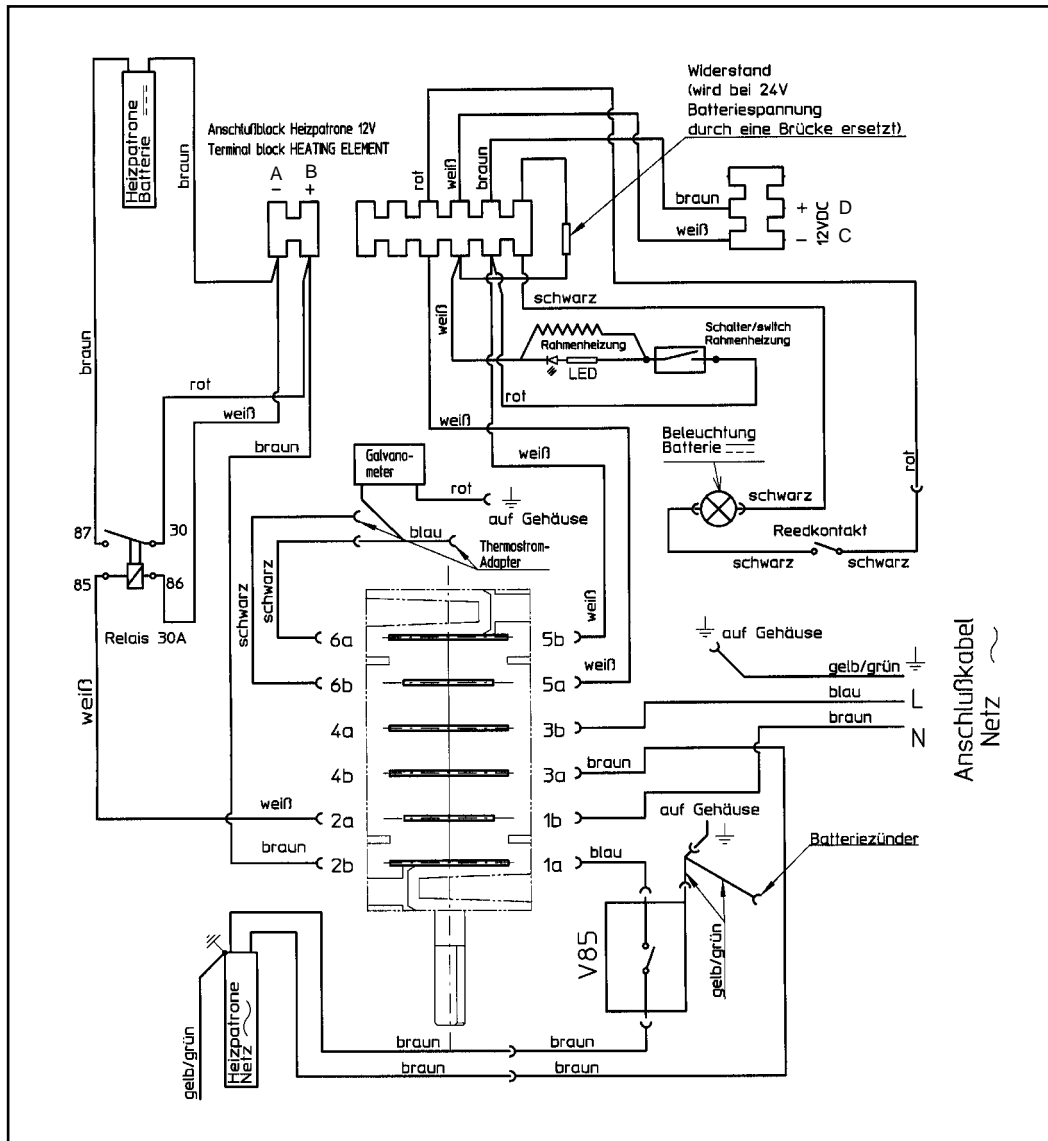 Heizpatrone
Batterie
braun
Anschlußblock Heizpatrone 12V
Terminal block HEATING ELEMENT
A B
- +
Widerstand
(wird bei 24V
Batteriespannung
durch eine Brücke ersetzt)
rot
weiß
braun
braun
weiß
+ D
- C
12VDC
schwarz
weiß
Rahmenheizung
LED
Schalter/switch
Rahmenheizung
rot
braun
rot
weiß
braun
weiß
weiß
Galvano-
meter
rot
auf Gehäuse
blau
Thermostrom-
Adapter
Beleuchtung
Batterie
schwarz
rot
Reedkontakt
schwarz
schwarz
87
30
85
86
Relais 30A
schwarz
schwarz
weiß
weiß
6a
5b
6b
5a
4a
3b
4b
3a
2a
1b
2b
1a
auf Gehäuse
gelb/grün
blau
L
braun
N
Anschlußkabel
Netz
braun
weiß
weiß
braun
blau
auf Gehäuse
Batteriezünder
V85
gelb/grün
Heizpatrone
Netz
gelb/grün
braun
braun
braun
braun